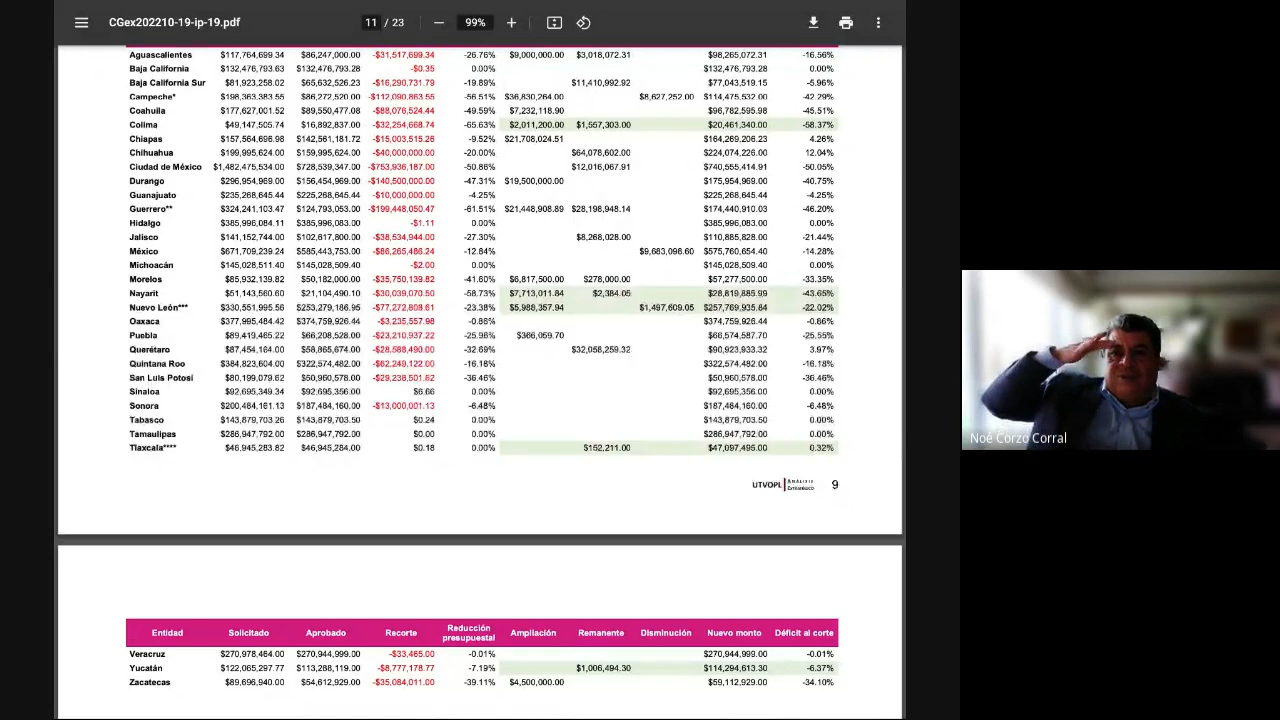 CGex202210-19-ip-19.pdf
11 / 23
99%
Aguascalientes $117,764,699.34 $86,247,000.00 -$31,517,699.34 -26.76% $9,000,000.00 $3,018,072.31 $98,265,072.31 -16.56%
Baja California $132,476,793.63 $132,476,793.28 -$0.35 0.00% $132,476,793.28 0.00%
Baja California Sur $81,923,258.02 $65,632,526.23 -$16,290,731.79 -19.89% $11,410,992.92 $77,043,519.15 -5.96%
Campeche* $198,363,383.55 $86,272,520.00 -$112,090,863.55 -56.51% $36,830,264.00 $8,627,252.00 $114,475,532.00 -42.29%
Coahuila $177,627,001.52 $89,550,477.08 -$88,076,524.44 -49.59% $7,232,118.90 $96,782,595.98 -45.51%
Colima $49,147,505.74 $16,892,837.00 -$32,254,668.74 -65.63% $2,011,200.00 $1,557,303.00 $20,461,340.00 -58.37%
Chiapas $157,564,696.98 $142,561,181.72 -$15,003,515.26 -9.52% $21,708,024.51 $164,269,206.23 4.26%
Chihuahua $199,995,624.00 $159,995,624.00 -$40,000,000.00 -20.00% $64,078,602.00 $224,074,226.00 12.04%
Ciudad de México $1,482,475,534.00 $728,539,347.00 -$753,936,187.00 -50.86% $12,016,067.91 $740,555,414.91 -50.05%
Durango $296,954,969.00 $156,454,969.00 -$140,500,000.00 -47.31% $19,500,000.00 $175,954,969.00 -40.75%
Guanajuato $235,268,645.44 $225,268,645.44 -$10,000,000.00 -4.25% $225,268,645.44 -4.25%
Guerrero** $324,241,103.47 $124,793,053.00 -$199,448,050.47 -61.51% $21,448,908.89 $28,198,948.14 $174,440,910.03 -46.20%
Hidalgo $385,996,084.11 $385,996,083.00 -$1.11 0.00% $385,996,083.00 0.00%
Jalisco $141,152,744.00 $102,617,800.00 -$38,534,944.00 -27.30% $8,268,028.00 $110,885,828.00 -21.44%
México $671,709,239.24 $585,443,753.00 -$86,265,486.24 -12.84% $9,683,098.60 $575,760,654.40 -14.28%
Michoacán $145,028,511.40 $145,028,509.40 -$2.00 0.00% $145,028,509.40 0.00%
Morelos $85,932,139.82 $50,182,000.00 -$35,750,139.82 -41.60% $6,817,500.00 $278,000.00 $57,277,500.00 -33.35%
Nayarit $51,143,560.60 $21,104,490.10 -$30,039,070.50 -58.73% $7,713,011.84 $2,384.05 $28,819,885.99 -43.65%
Nuevo León*** $330,551,995.56 $253,279,186.95 -$77,272,808.61 -23.38% $5,988,357.94 $1,497,609.05 $257,769,935.84 -22.02%
Oaxaca $377,995,484.42 $374,759,926.44 -$3,235,557.98 -0.86% $374,759,926.44 -0.86%
Puebla $89,419,465.22 $66,208,528.00 -$23,210,937.22 -25.96% $366,059.70 $66,574,587.70 -25.55%
Querétaro $87,454,164.00 $58,865,674.00 -$28,588,490.00 -32.69% $32,058,259.32 $90,923,933.32 3.97%
Quintana Roo $384,823,604.00 $322,574,482.00 -$62,249,122.00 -16.18% $322,574,482.00 -16.18%
San Luis Potosí $80,199,079.62 $50,960,578.00 -$29,238,501.62 -36.46% $50,960,578.00 -36.46%
Sinaloa $92,695,349.34 $92,695,356.00 $6.66 0.00% $92,695,356.00 0.00%
Sonora $200,484,161.13 $187,484,160.00 -$13,000,001.13 -6.48% $187,484,160.00 -6.48%
Tabasco $143,879,703.26 $143,879,703.50 $0.24 0.00% $143,879,703.50 0.00%
Tamaulipas $286,947,792.00 $286,947,792.00 $0.00 0.00% $286,947,792.00 0.00%
Tlaxcala**** $46,945,283.82 $46,945,284.00 $0.18 0.00% $152,211.00 $47,097,495.00 0.32%
UTVOPL 9
Entidad Solicitado Aprobado Recorte Reducción presupuestal Ampliación Remanente Disminución Nuevo monto Déficit al corte
Veracruz $270,978,464.00 $270,944,999.00 -$33,465.00 -0.01% $270,944,999.00 -0.01%
Yucatán $122,065,297.77 $113,288,119.00 -$8,777,178.77 -7.19% $1,006,494.30 $114,294,613.30 -6.37%
Zacatecas $89,696,940.00 $54,612,929.00 -$35,084,011.00 -39.11% $4,500,000.00 $59,112,929.00 -34.10%
Noé Corzo Corral